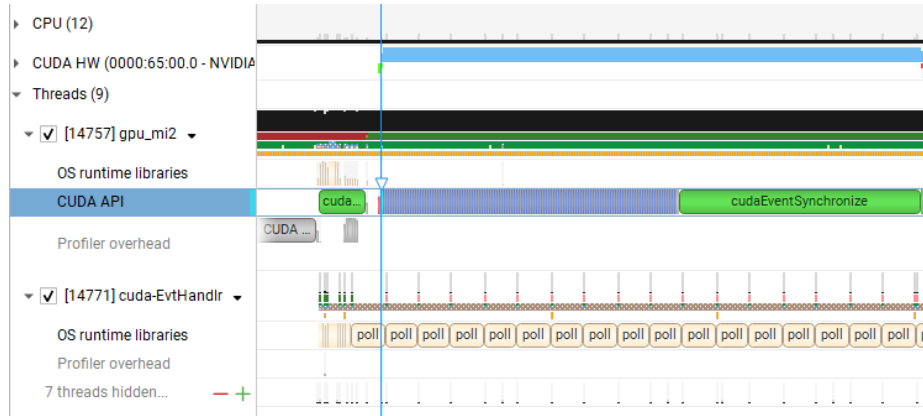 CPU (12)
CUDA HW (0000:65:00.0 - NVIDIA
Threads (9)
[14757] gpu_mi2
OS runtime libraries
CUDA API
cuda...
cudaEventSynchronize
CUDA ...
Profiler overhead
[14771] cuda-EvtHandlr
OS runtime libraries
poll poll poll poll poll poll poll poll poll poll poll poll poll poll poll poll poll
Profiler overhead
7 threads hidden...